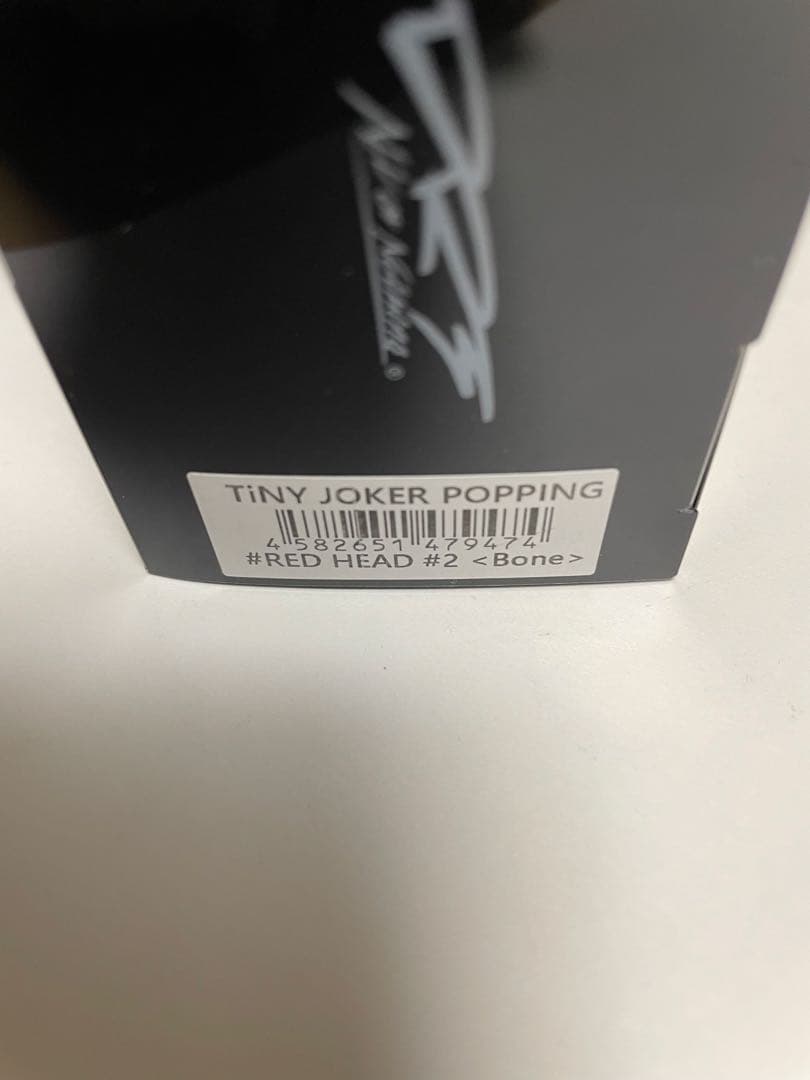 TiNY JOKER POPPING
4 582651 479474
#RED HEAD #2 <Bone>